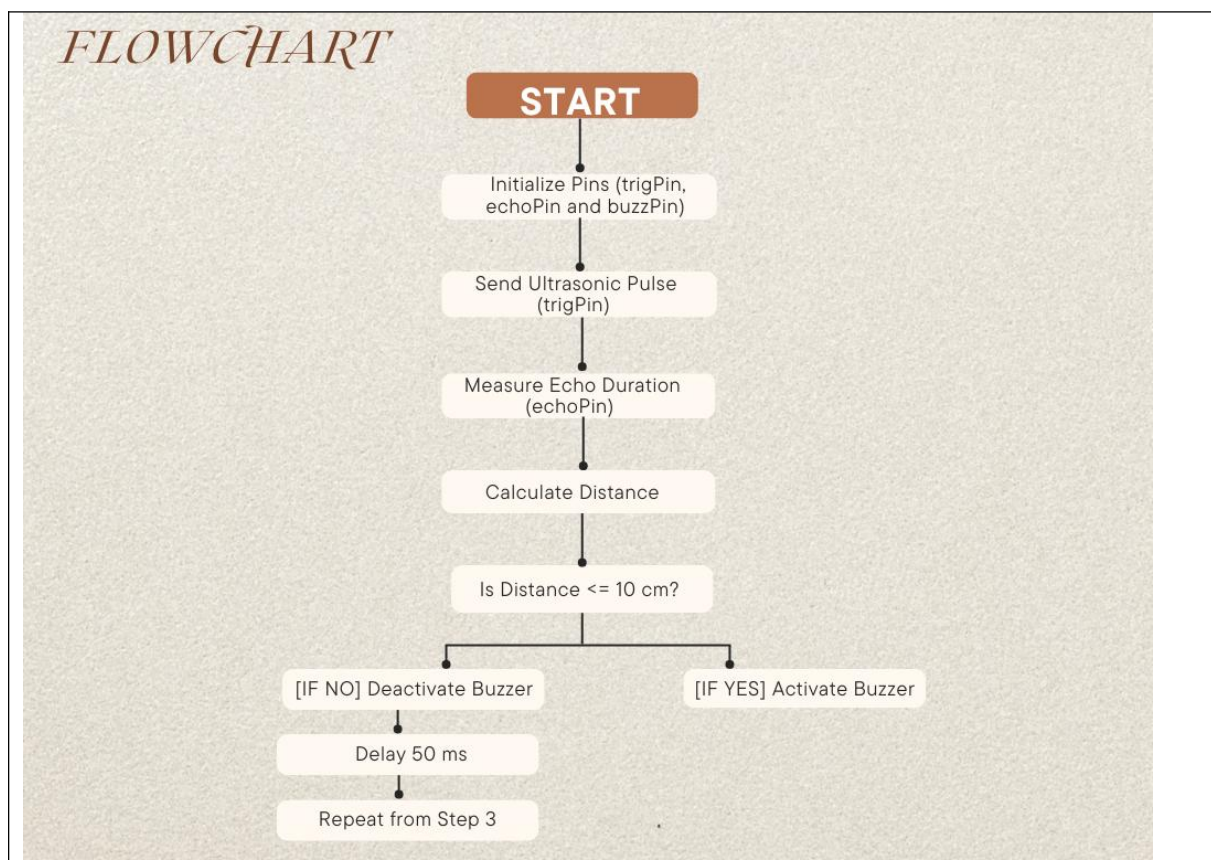 FLOWCHART
START
Initialize Pins (trigPin,
echoPin and buzzPin)
Send Ultrasonic Pulse
(trigPin)
Measure Echo Duration
(echoPin)
Calculate Distance
Is Distance <= 10 cm?
[IF NO] Deactivate Buzzer
[IF YES] Activate Buzzer
Delay 50 ms
Repeat from Step 3